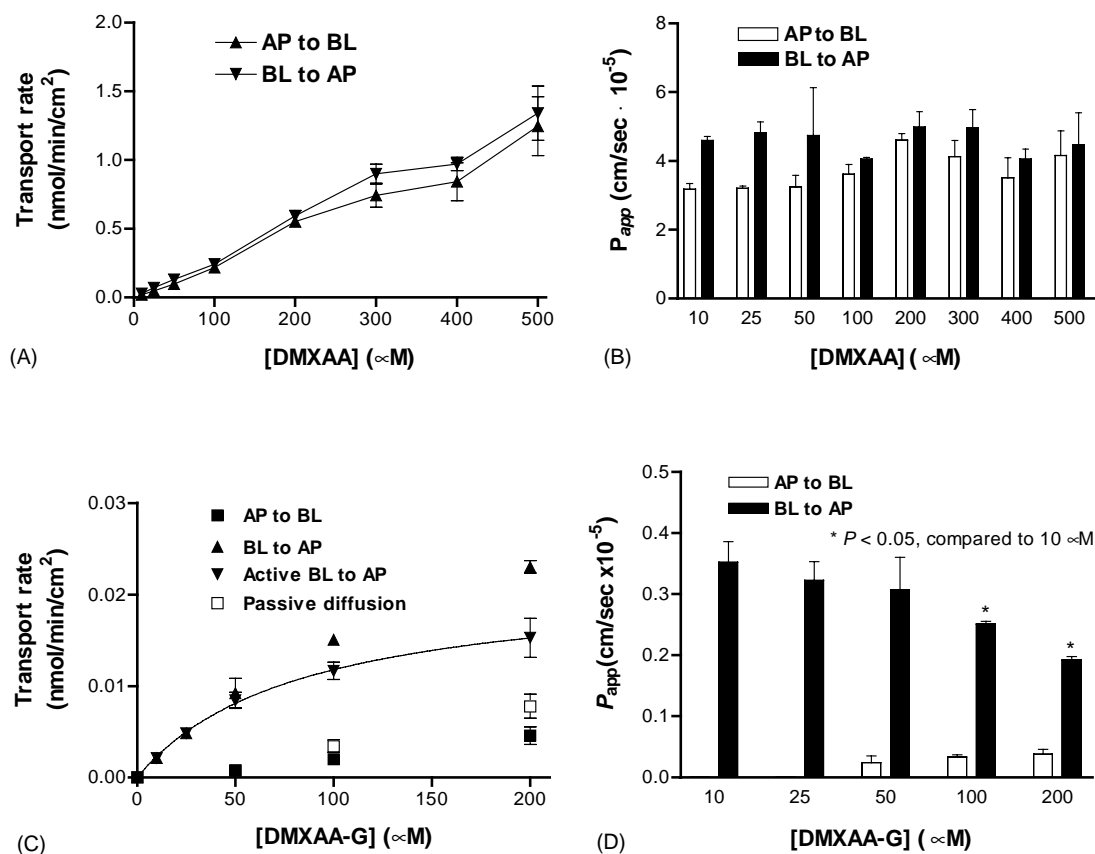 AP to BL
BL to AP
Transport rate
(nmol/min/cm²)
2.0
1.5
1.0
0.5
0.0
0 100 200 300 400 500
[DMXAA] (∝M)
(A)
AP to BL
BL to AP
Papp (cm/sec · 10⁻⁵)
8
6
4
2
0
10 25 50 100 200 300 400 500
[DMXAA] ( ∝M)
(B)
AP to BL
BL to AP
Active BL to AP
Passive diffusion
Transport rate
(nmol/min/cm²)
0.03
0.02
0.01
0.00
0 50 100 150 200
[DMXAA-G] (∝M)
(C)
AP to BL
BL to AP
* P < 0.05, compared to 10 ∝M
Papp(cm/sec x10⁻⁵)
0.5
0.4
0.3
0.2
0.1
0.0
* 
*
10 25 50 100 200
[DMXAA-G] ( ∝M)
(D)